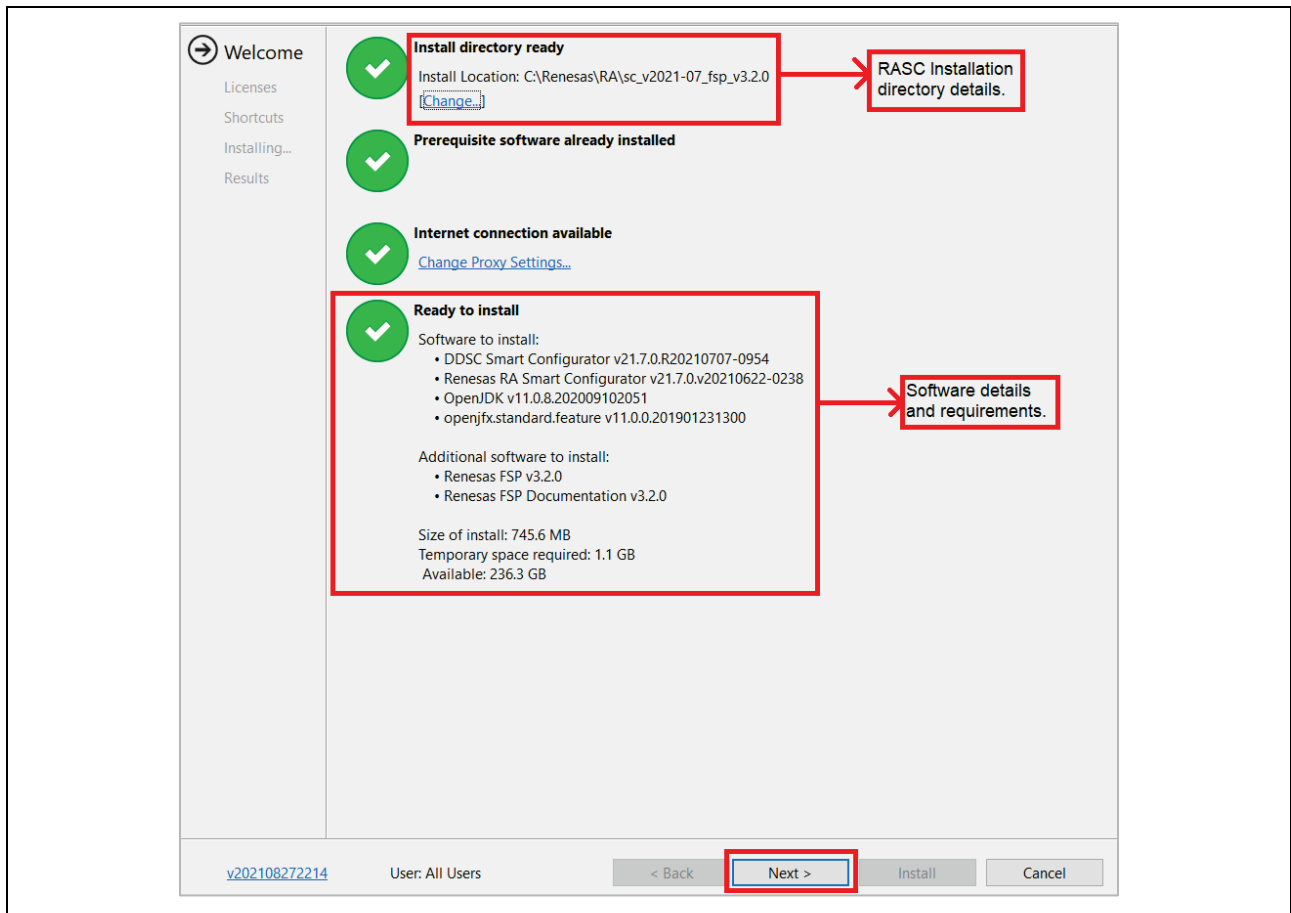 Welcome
Licenses
Shortcuts
Installing...
Results
Install directory ready
Install Location: C:\Renesas\RA\sc_v2021-07_fsp_v3.2.0
[Change...]
RASC Installation
directory details.
Prerequisite software already installed
Internet connection available
Change Proxy Settings...
Ready to install
Software to install:
• DDSC Smart Configurator v21.7.0.R20210707-0954
• Renesas RA Smart Configurator v21.7.0.v20210622-0238
• OpenJDK v11.0.8.202009102051
• openjfx.standard.feature v11.0.0.201901231300
Software details
and requirements.
Additional software to install:
• Renesas FSP v3.2.0
• Renesas FSP Documentation v3.2.0
Size of install: 745.6 MB
Temporary space required: 1.1 GB
Available: 236.3 GB
v202108272214
User: All Users
< Back
Next >
Install
Cancel